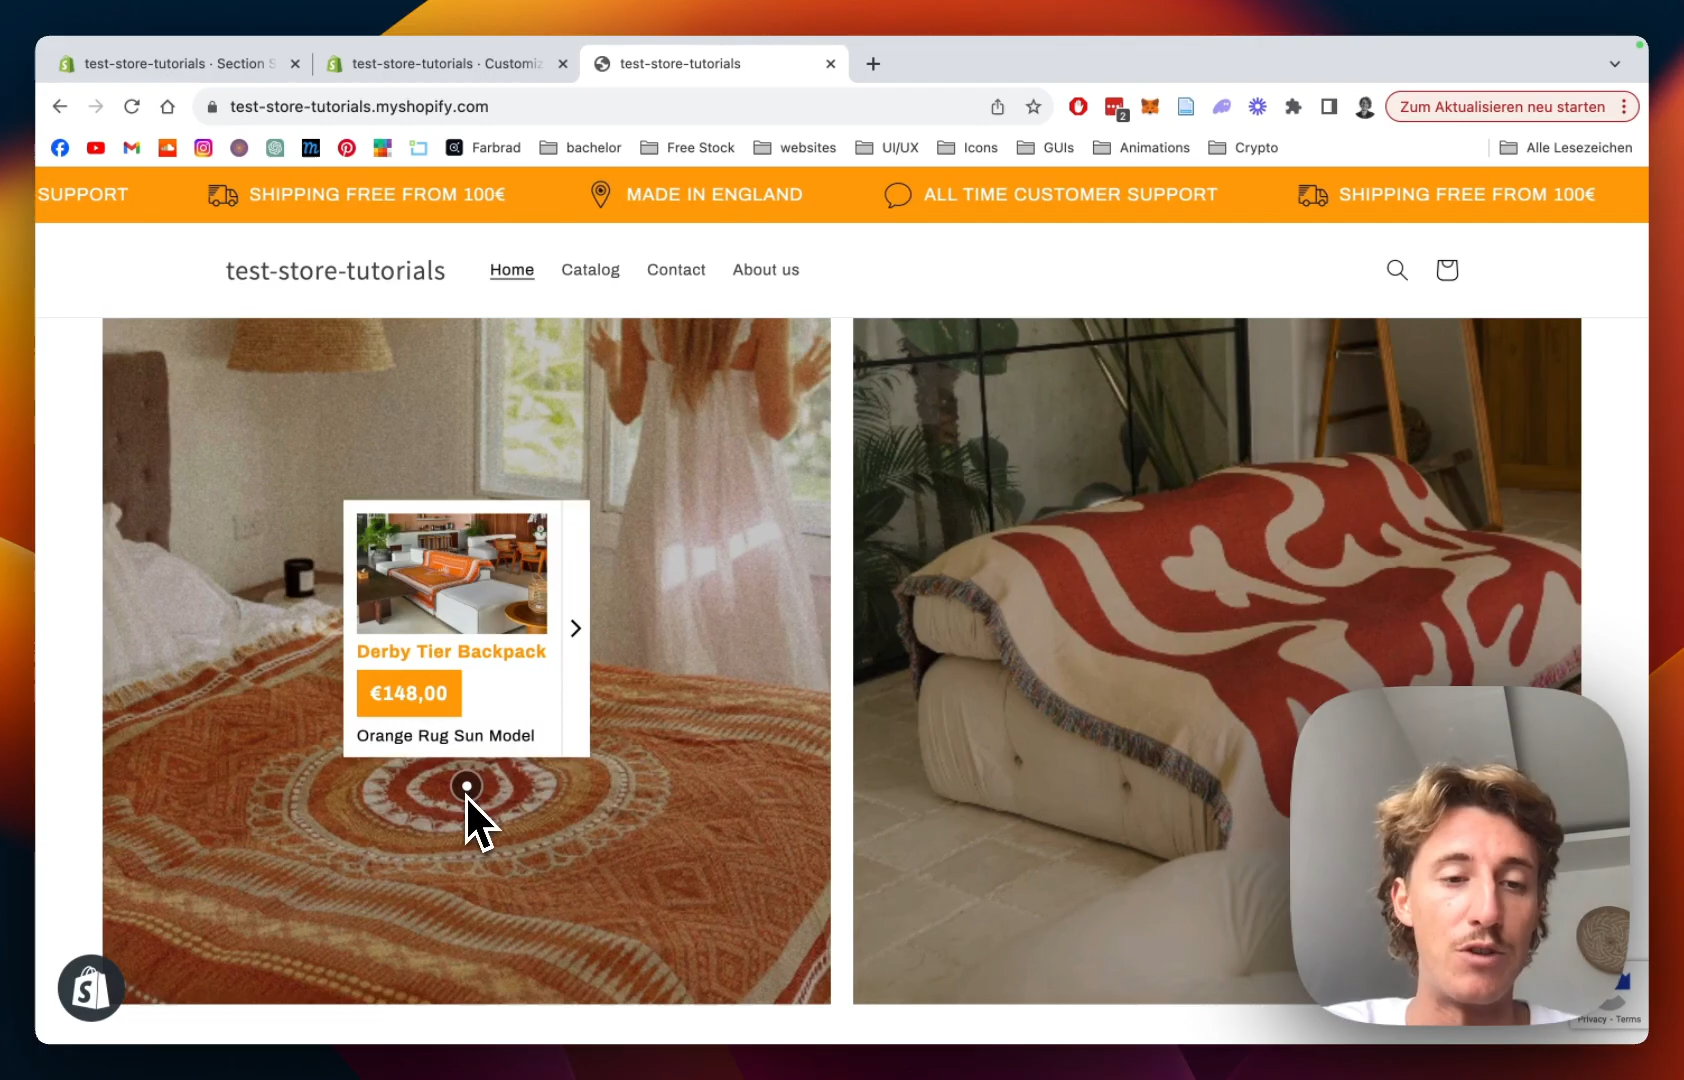 test-store-tutorials · Section S
test-store-tutorials · Customiz
test-store-tutorials
test-store-tutorials.myshopify.com
2
Zum Aktualisieren neu starten
Farbrad
bachelor
Free Stock
websites
UI/UX
Icons
GUIs
Animations
Crypto
Alle Lesezeichen
SUPPORT
SHIPPING FREE FROM 100€
MADE IN ENGLAND
ALL TIME CUSTOMER SUPPORT
SHIPPING FREE FROM 100€
test-store-tutorials
Home
Catalog
Contact
About us
Derby Tier Backpack
€148,00
Orange Rug Sun Model
Privacy - Terms